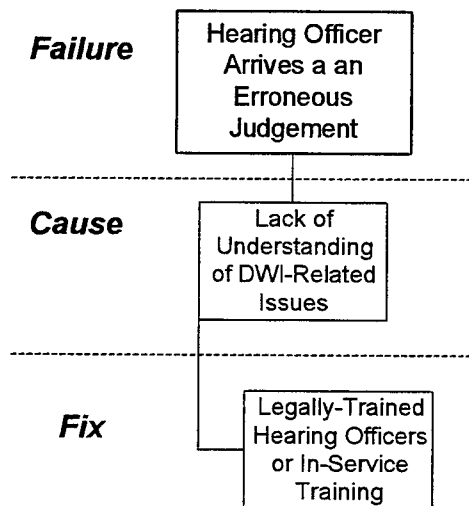 Failure
Hearing Officer
Arrives a an
Erroneous
Judgement
Cause
Lack of
Understanding
of DWI-Related
Issues
Fix
Legally-Trained
Hearing Officers
or In-Service
Training